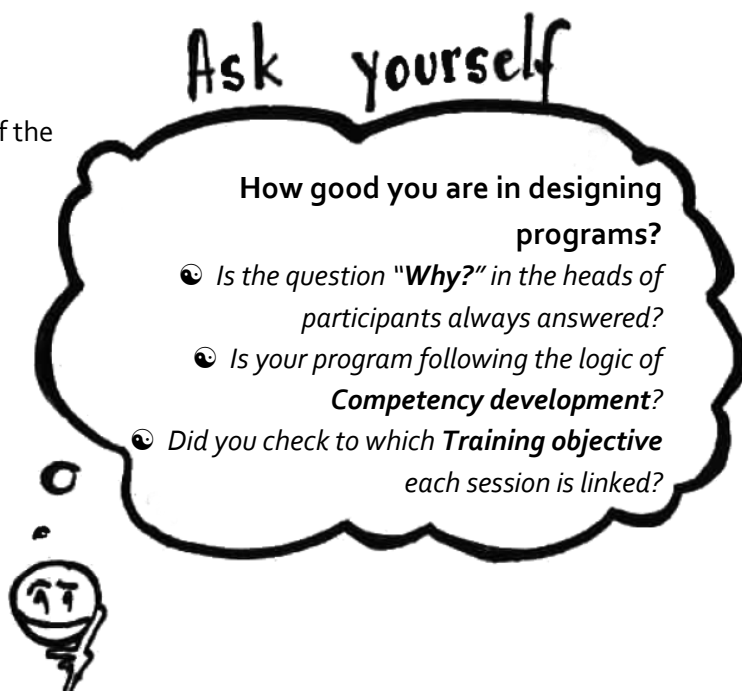 Ask yourself
f the
How good you are in designing
programs?
☯ Is the question “Why?” in the heads of
participants always answered?
☯ Is your program following the logic of
Competency development?
☯ Did you check to which Training objective
each session is linked?